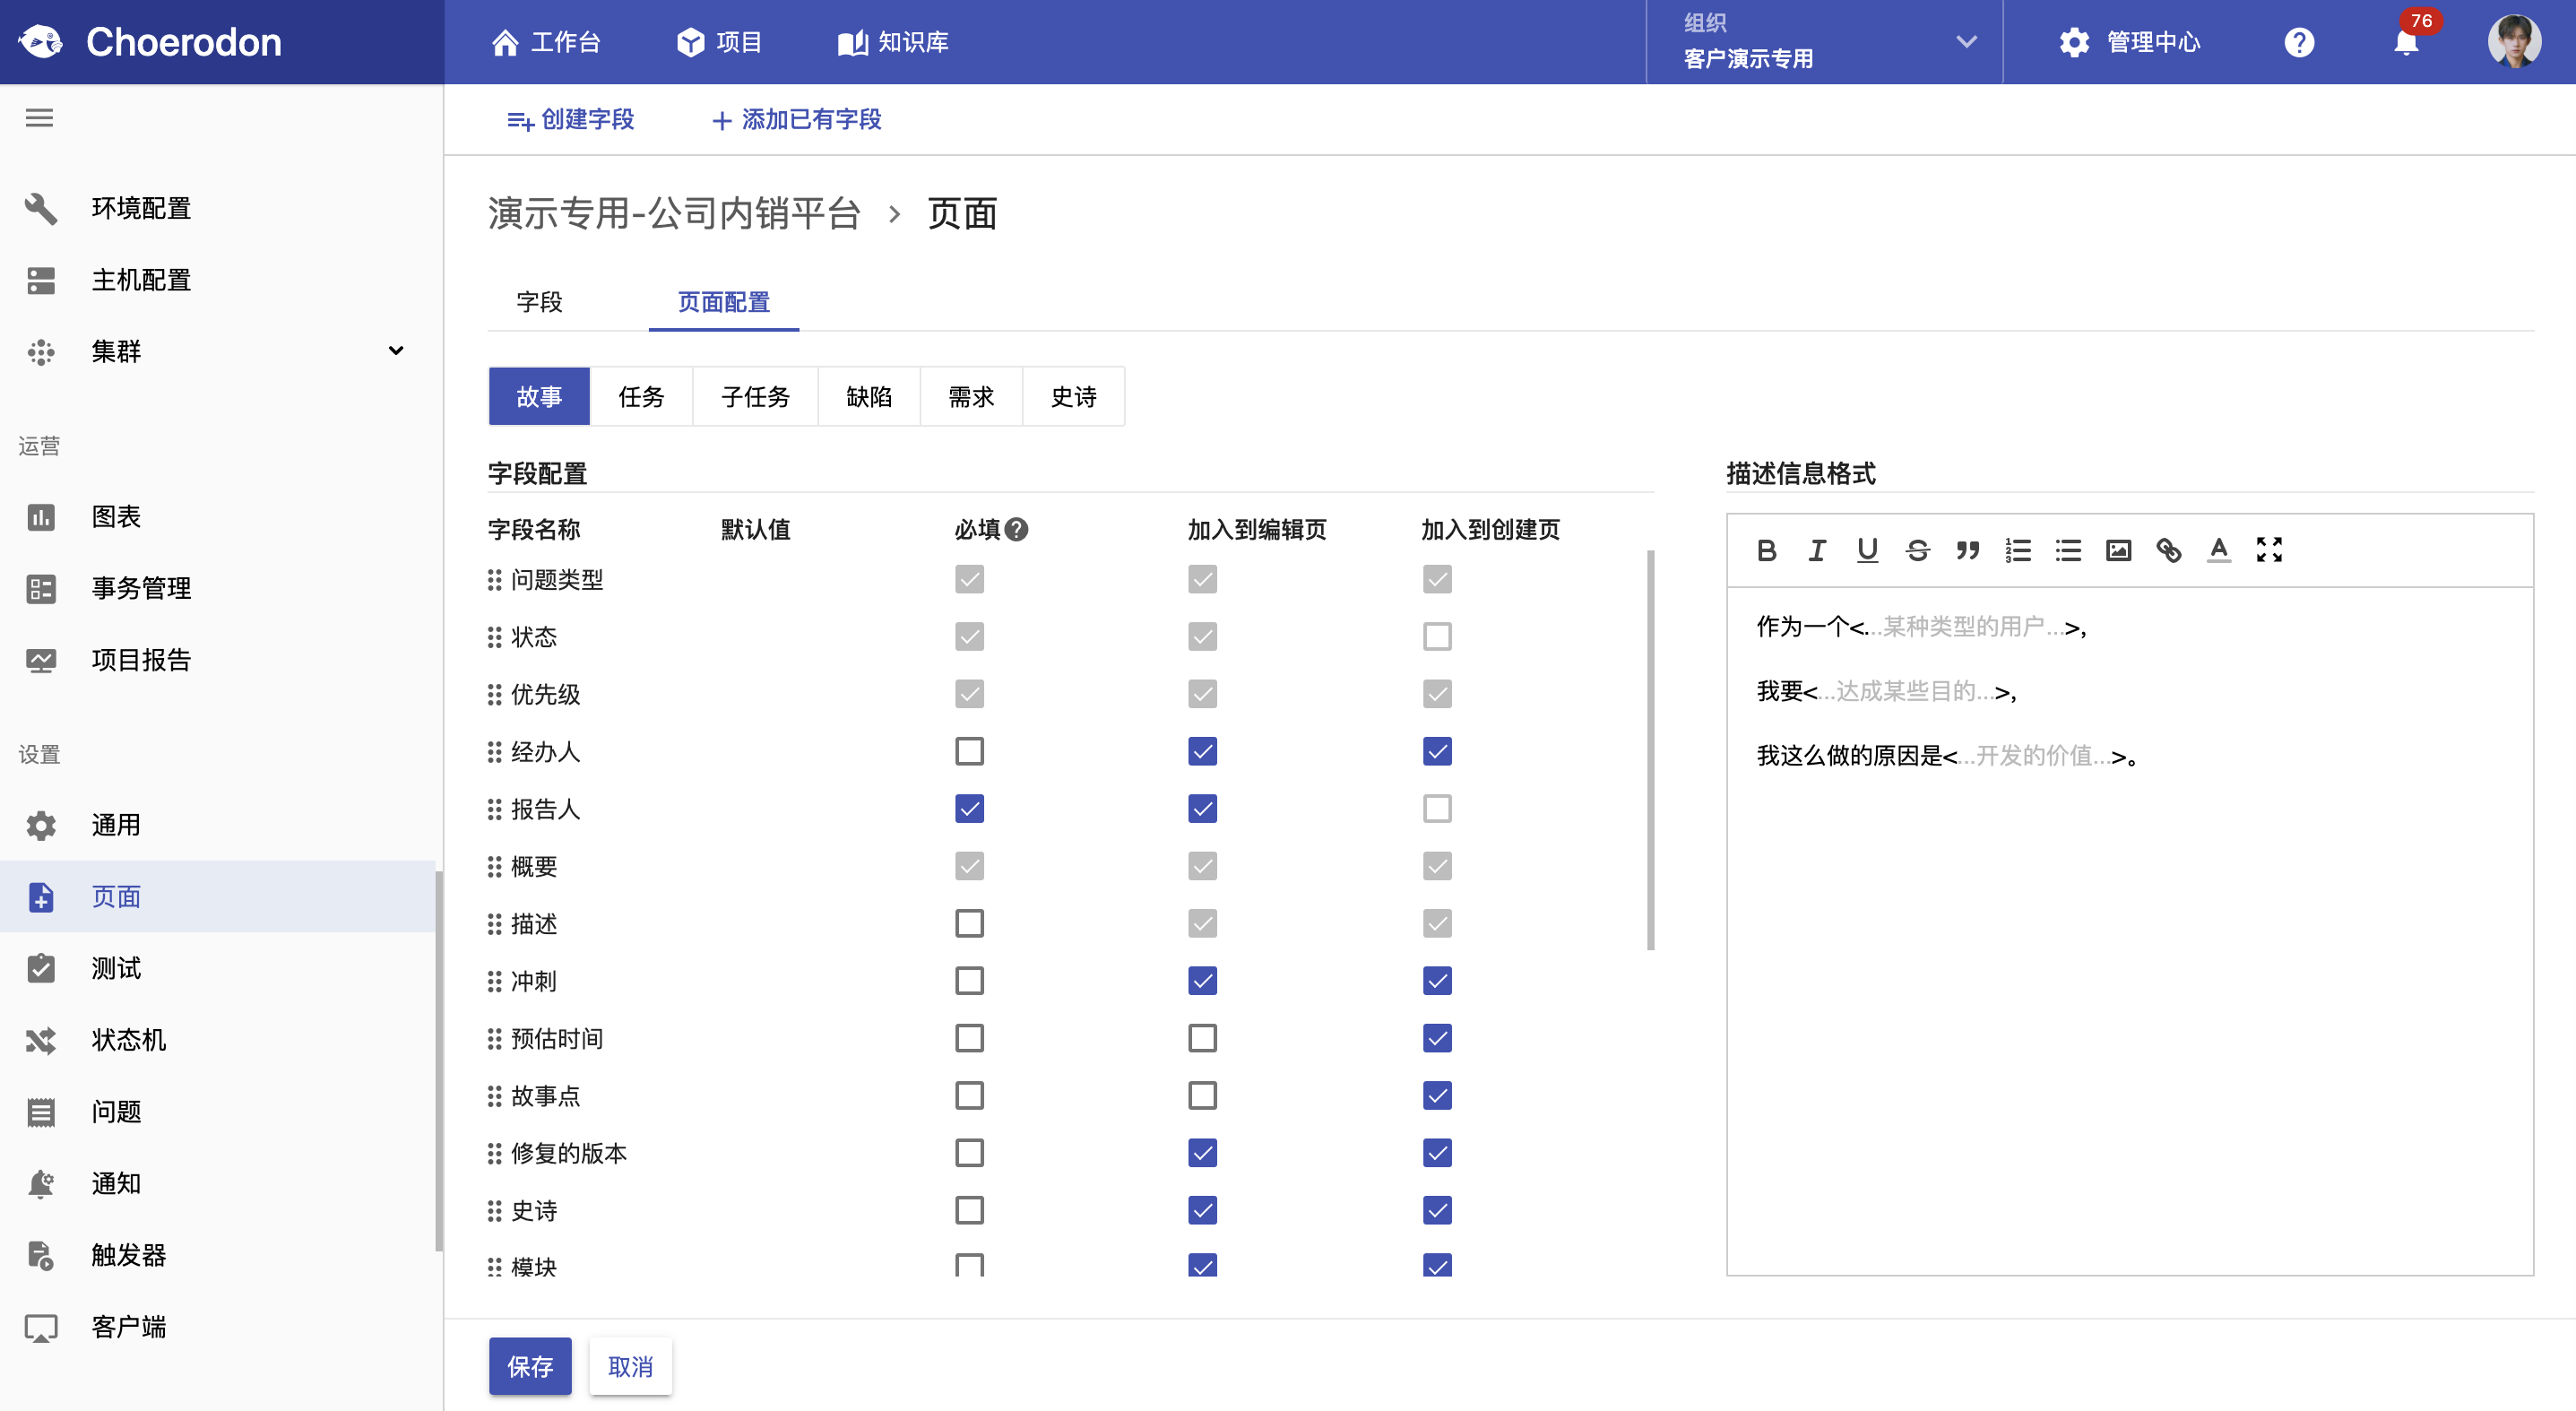 Choerodon
工作台
项目
知识库
组织
客户演示专用
管理中心
?
76
创建字段
添加已有字段
环境配置
主机配置
集群
运营
图表
事务管理
项目报告
设置
通用
页面
测试
状态机
问题
通知
触发器
客户端
演示专用-公司内销平台 › 页面
字段
页面配置
故事
任务
子任务
缺陷
需求
史诗
字段配置
字段名称 默认值 必填? 加入到编辑页 加入到创建页
问题类型
状态
优先级
经办人
报告人
概要
描述
冲刺
预估时间
故事点
修复的版本
史诗
模块
描述信息格式
作为一个<...某种类型的用户...>,
我要<...达成某些目的...>,
我这么做的原因是<...开发的价值...>。
保存
取消